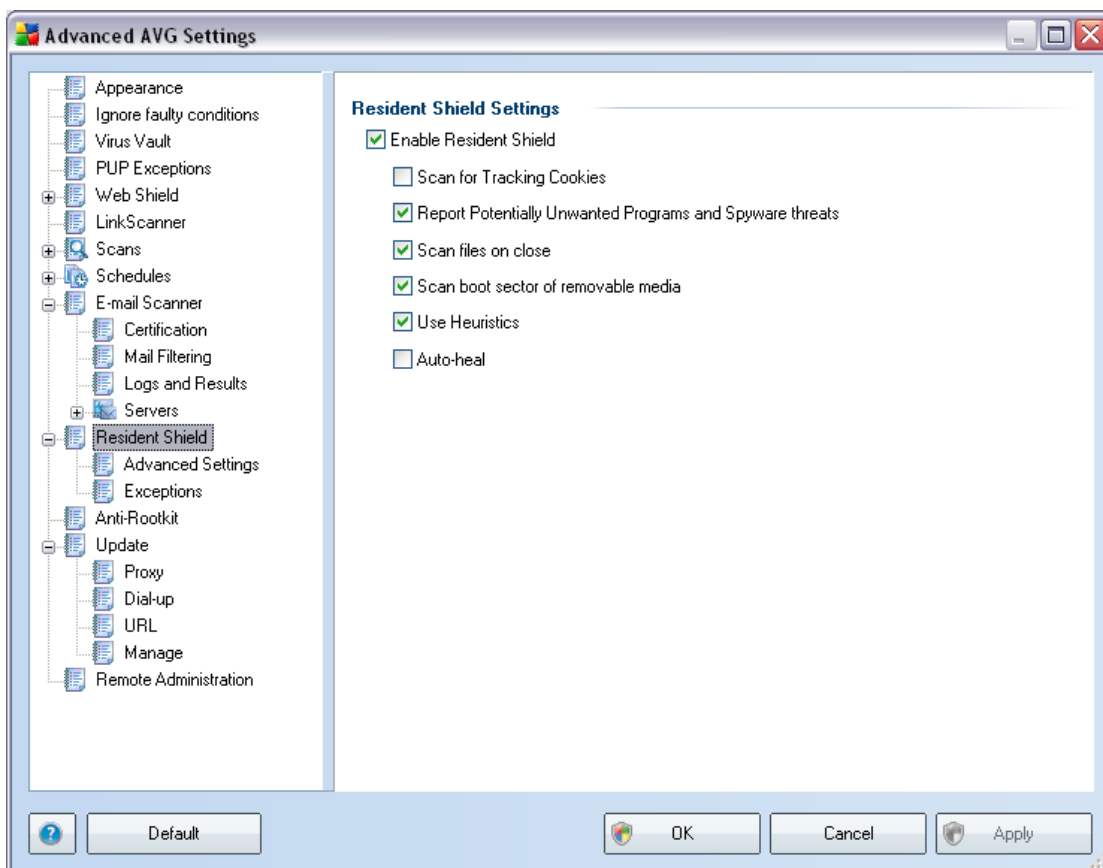 Advanced AVG Settings
Appearance
Ignore faulty conditions
Virus Vault
PUP Exceptions
Web Shield
LinkScanner
Scans
Schedules
E-mail Scanner
Certification
Mail Filtering
Logs and Results
Servers
Resident Shield
Advanced Settings
Exceptions
Anti-Rootkit
Update
Proxy
Dial-up
URL
Manage
Remote Administration
Resident Shield Settings
Enable Resident Shield
Scan for Tracking Cookies
Report Potentially Unwanted Programs and Spyware threats
Scan files on close
Scan boot sector of removable media
Use Heuristics
Auto-heal
?
Default
OK
Cancel
Apply